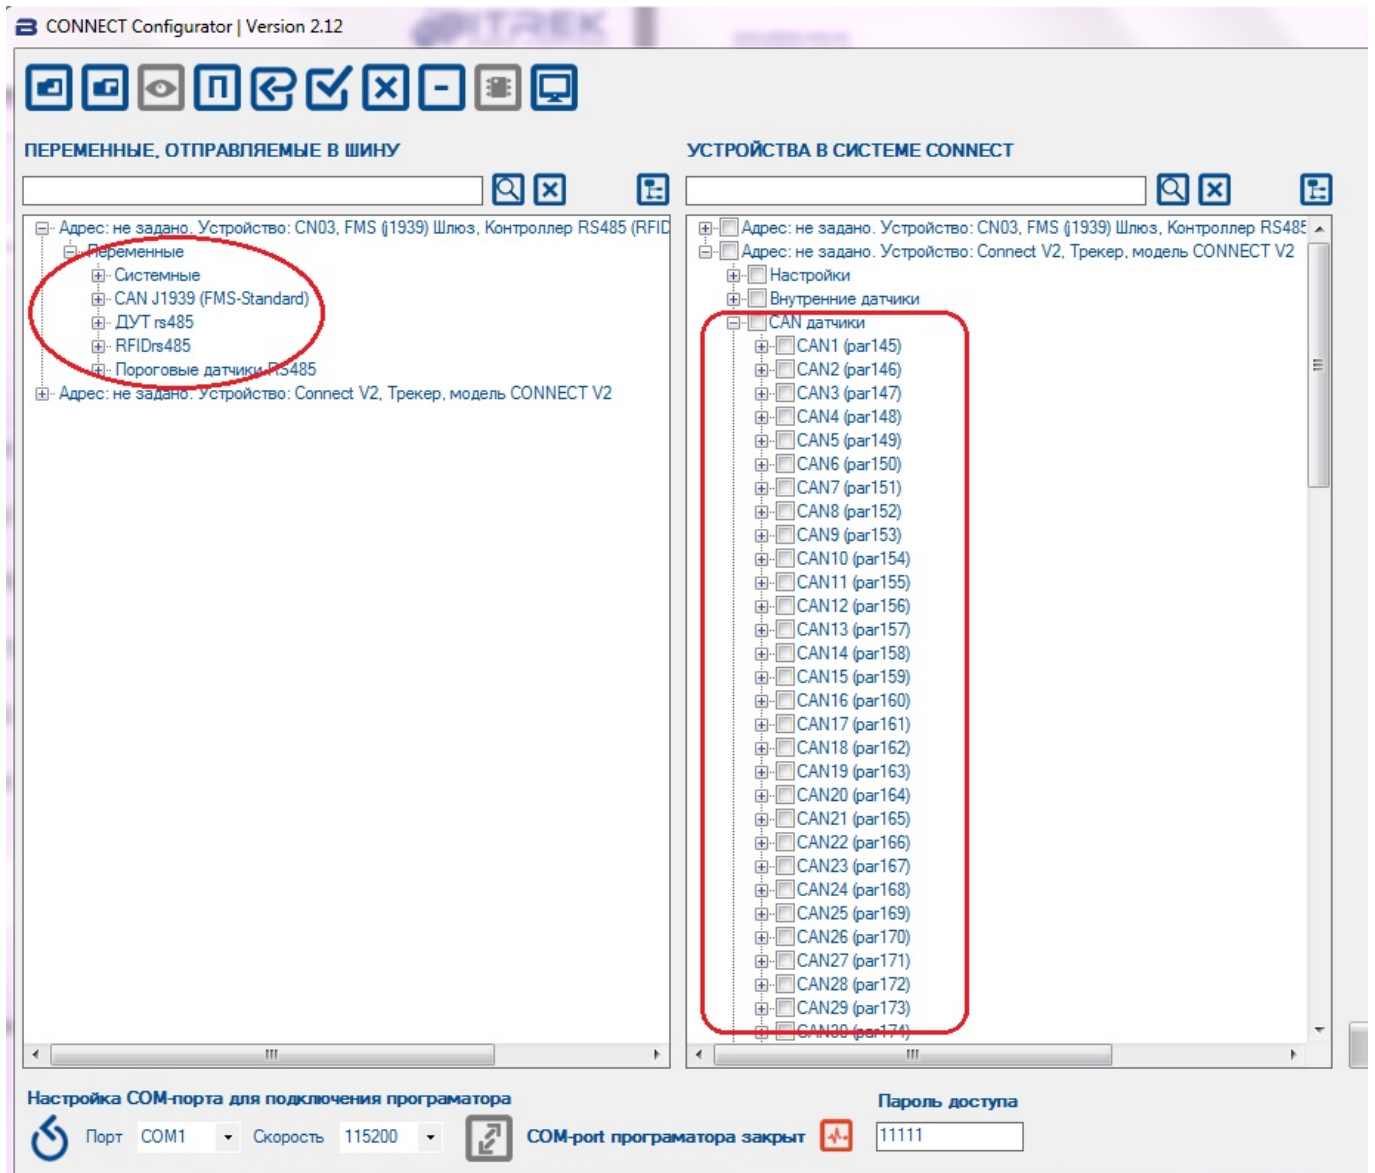 CONNECT Configurator | Version 2.12
ПЕРЕМЕННЫЕ, ОТПРАВЛЯЕМЫЕ В ШИНУ
УСТРОЙСТВА В СИСТЕМЕ CONNECT
Адрес: не задано. Устройство: CN03, FMS (j1939) Шлюз, Контроллер RS485 (RFID
Переменные
Системные
CAN J1939 (FMS-Standard)
ДУТ rs485
RFIDrs485
Пороговые датчики RS485
Адрес: не задано. Устройство: Connect V2, Трекер, модель CONNECT V2
Адрес: не задано. Устройство: CN03, FMS (j1939) Шлюз, Контроллер RS485
Адрес: не задано. Устройство: Connect V2, Трекер, модель CONNECT V2
Настройки
Внутренние датчики
CAN датчики
CAN1 (par145)
CAN2 (par146)
CAN3 (par147)
CAN4 (par148)
CAN5 (par149)
CAN6 (par150)
CAN7 (par151)
CAN8 (par152)
CAN9 (par153)
CAN10 (par154)
CAN11 (par155)
CAN12 (par156)
CAN13 (par157)
CAN14 (par158)
CAN15 (par159)
CAN16 (par160)
CAN17 (par161)
CAN18 (par162)
CAN19 (par163)
CAN20 (par164)
CAN21 (par165)
CAN22 (par166)
CAN23 (par167)
CAN24 (par168)
CAN25 (par169)
CAN26 (par170)
CAN27 (par171)
CAN28 (par172)
CAN29 (par173)
CAN30 (par174)
Настройка COM-порта для подключения програматора
Порт COM1 Скорость 115200
COM-port програматора закрыт
Пароль доступа
11111